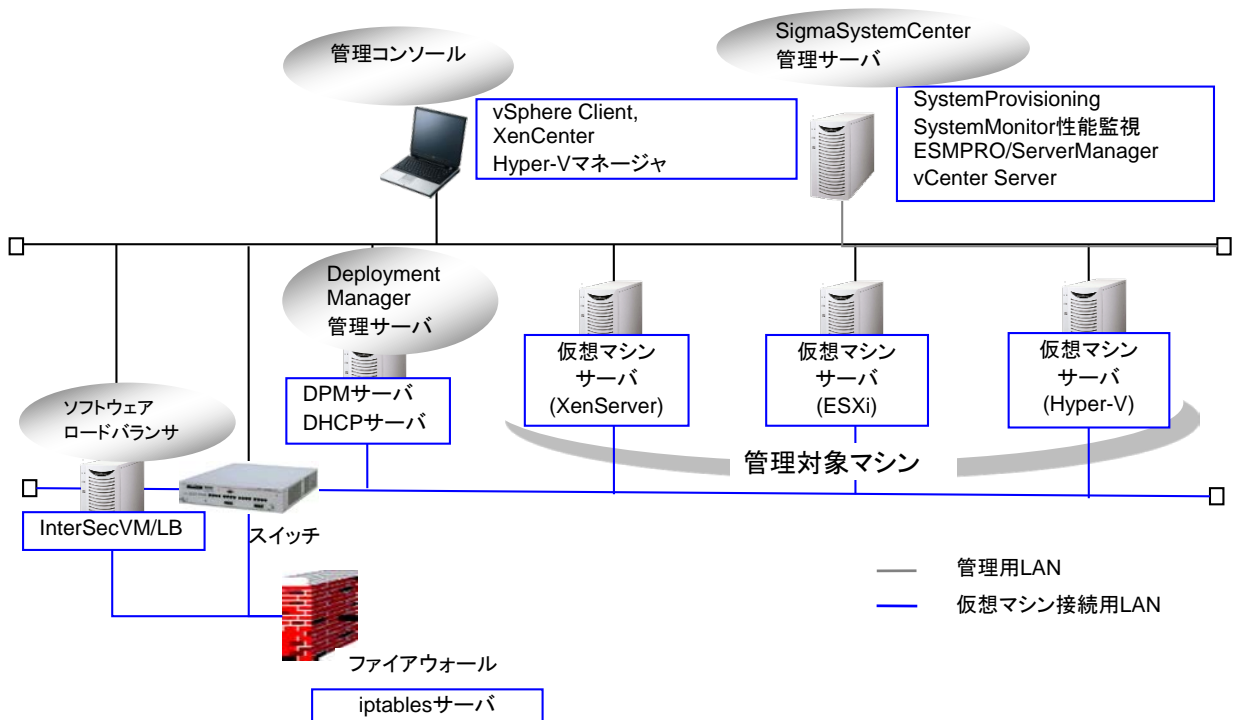 管理コンソール
SigmaSystemCenter
管理サーバ
vSphere Client,
XenCenter
Hyper-Vマネージャ
SystemProvisioning
SystemMonitor性能監視
ESMPRO/ServerManager
vCenter Server
Deployment
Manager
管理サーバ
DPMサーバ
DHCPサーバ
仮想マシン
サーバ
(XenServer)
仮想マシン
サーバ
(ESXi)
仮想マシン
サーバ
(Hyper-V)
ソフトウェア
ロードバランサ
管理対象マシン
InterSecVM/LB
スイッチ
管理用LAN
仮想マシン接続用LAN
ファイアウォール
iptablesサーバ